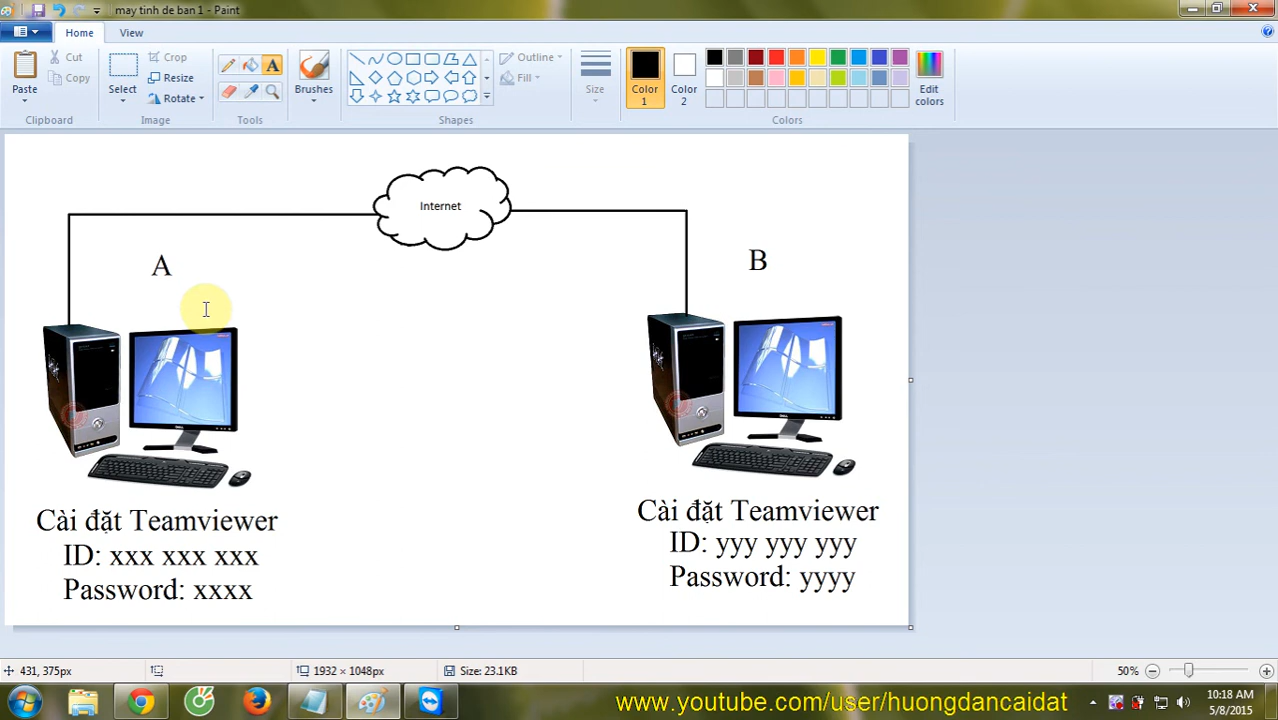 may tinh de ban 1 - Paint
Home
View
Paste
Cut
Copy
Clipboard
Select
Crop
Resize
Rotate
Image
Tools
Brushes
Shapes
Outline
Fill
Size
Color 1
Color 2
Edit colors
Colors
Internet
A
B
Cài đặt Teamviewer
ID: xxx xxx xxx
Password: xxxx
Cài đặt Teamviewer
ID: yyy yyy yyy
Password: yyyy
431, 375px
1932 × 1048px
Size: 23.1KB
50%
www.youtube.com/user/huongdancaidat
10:18 AM
5/8/2015